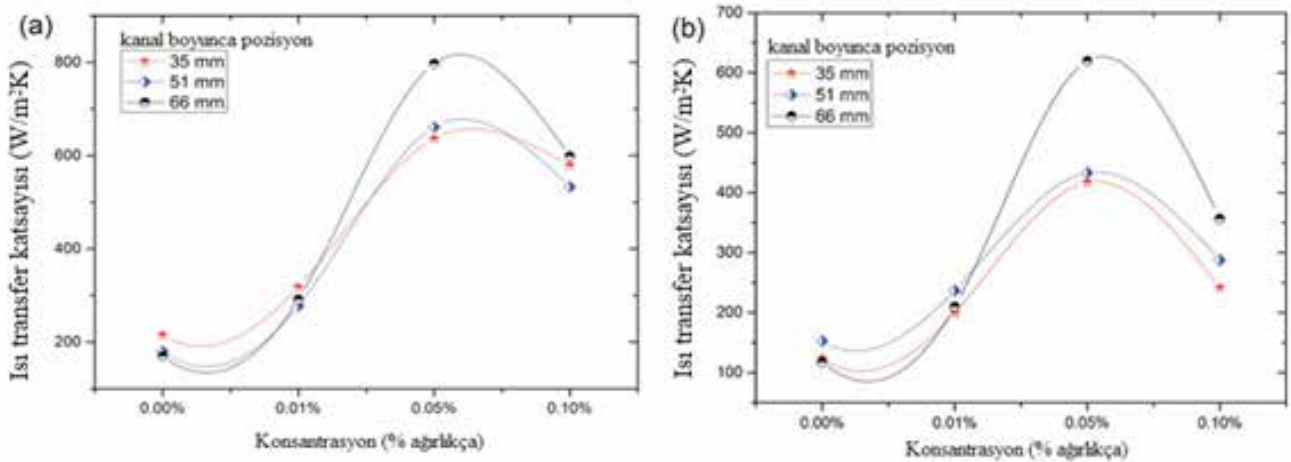 (a)
kanal boyunca pozisyon
35 mm
51 mm
66 mm
Isı transfer katsayısı (W/m²K)
800
600
400
200
0.00%
0.01%
0.05%
0.10%
Konsantrasyon (% ağırlıkça)
(b)
kanal boyunca pozisyon
35 mm
51 mm
66 mm
Isı transfer katsayısı (W/m²K)
700
600
500
400
300
200
100
0.00%
0.01%
0.05%
0.10%
Konsantrasyon (% ağırlıkça)